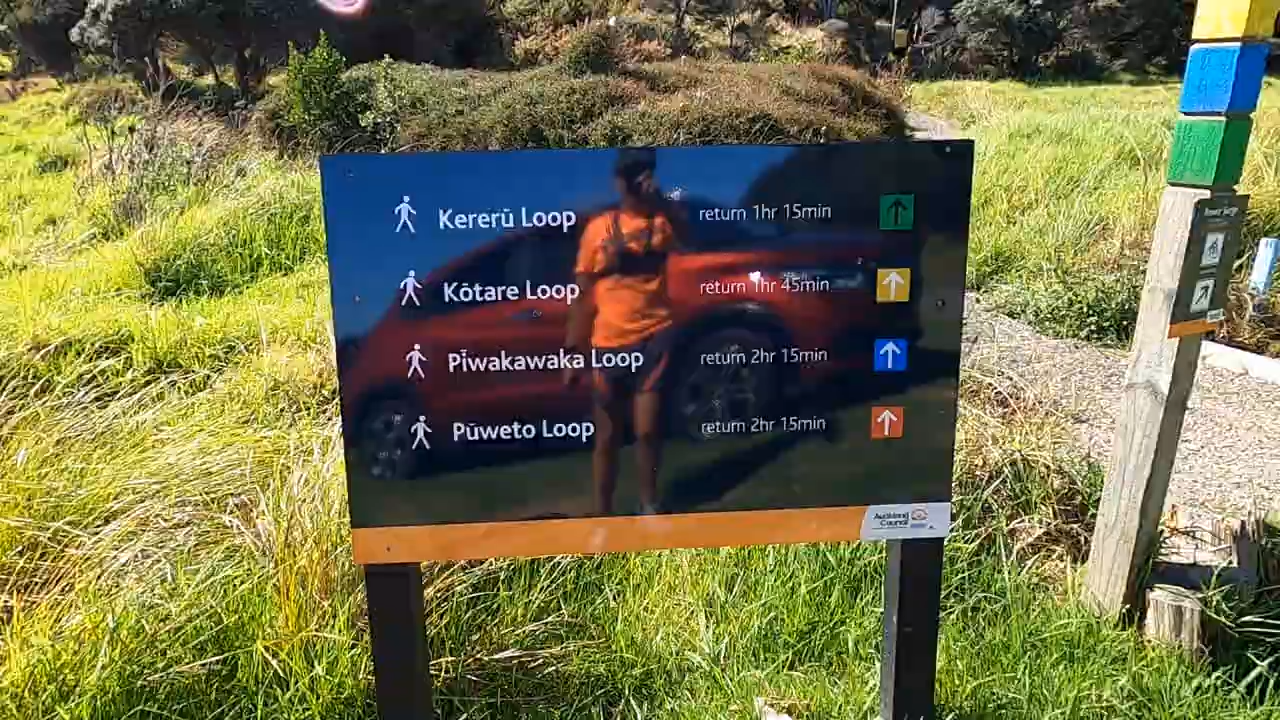 Kererū Loop return 1hr 15min
Kōtare Loop return 1hr 45min
Pīwakawaka Loop return 2hr 15min
Pūweto Loop return 2hr 15min
Auckland
Council